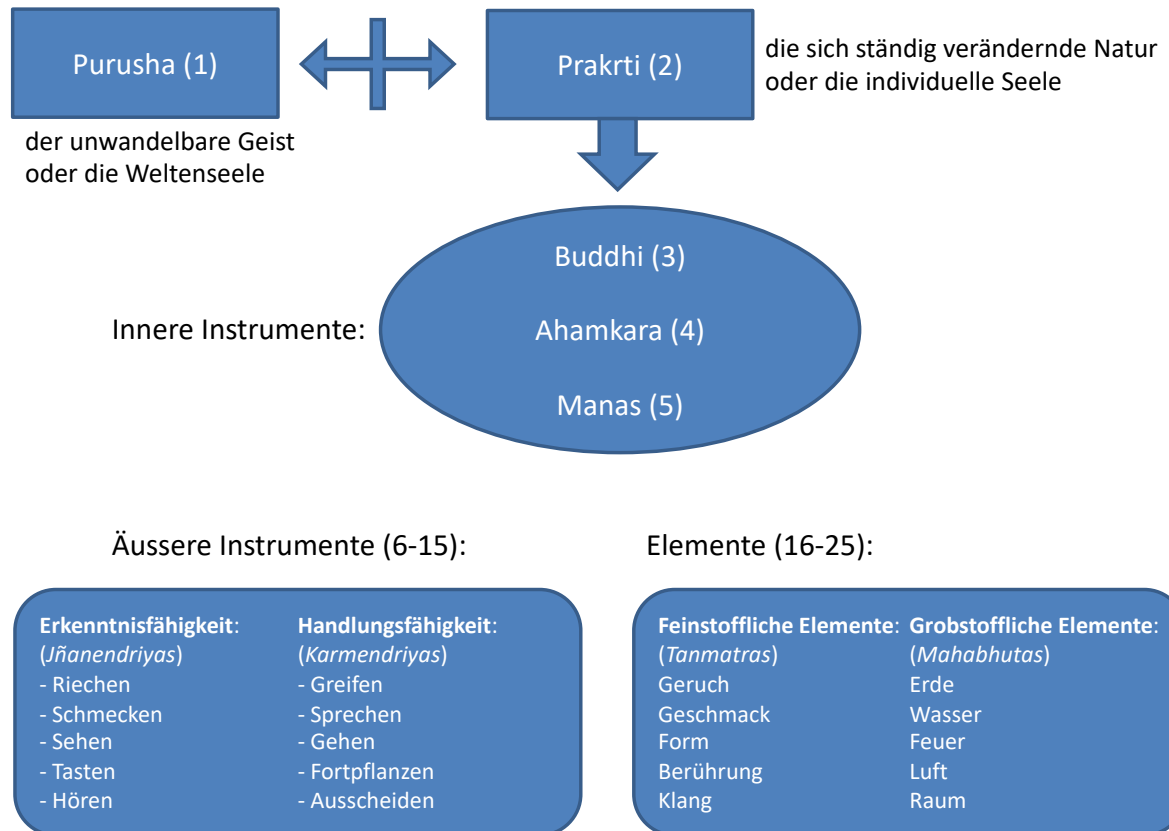 Purusha (1)
Prakrti (2)
die sich ständig verändernde Natur
oder die individuelle Seele
der unwandelbare Geist
oder die Weltenseele
Buddhi (3)
Innere Instrumente:
Ahamkara (4)
Manas (5)
Äussere Instrumente (6-15):
Elemente (16-25):
Erkenntnisfähigkeit:
(Jñanendriyas)
- Riechen
- Schmecken
- Sehen
- Tasten
- Hören
Handlungsfähigkeit:
(Karmendriyas)
- Greifen
- Sprechen
- Gehen
- Fortpflanzen
- Ausscheiden
Feinstoffliche Elemente:
(Tanmatras)
Geruch
Geschmack
Form
Berührung
Klang
Grobstoffliche Elemente:
(Mahabhutas)
Erde
Wasser
Feuer
Luft
Raum